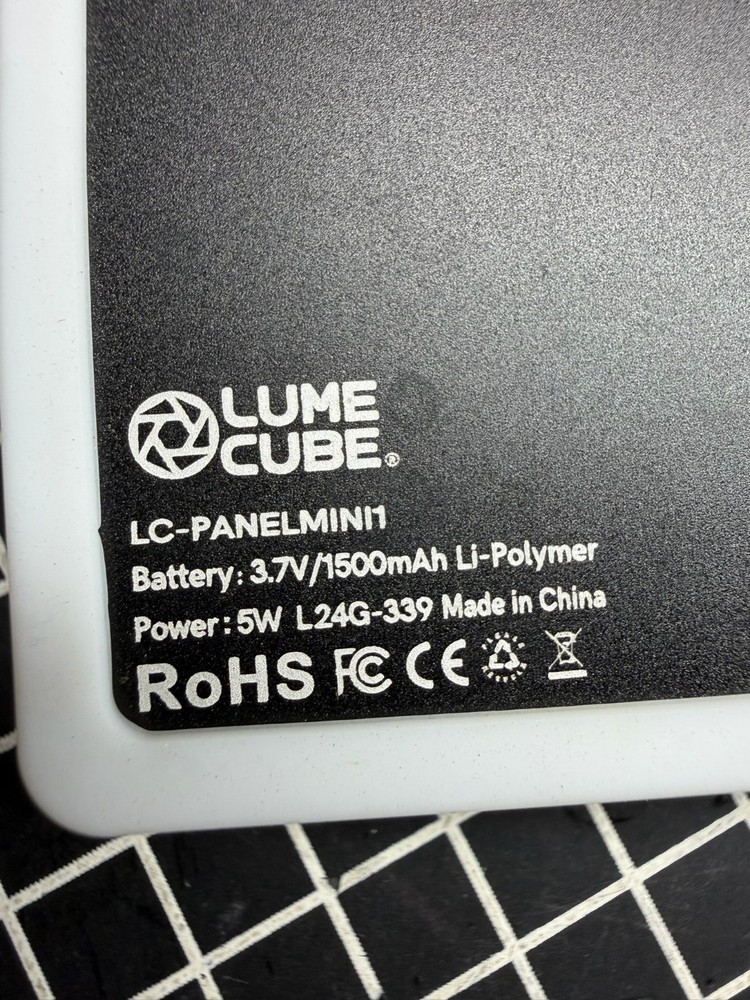 LUME
CUBE®
LC-PANELMINI1
Battery: 3.7V/1500mAh Li-Polymer
Power: 5W L24G-339 Made in China
RoHS FC CE